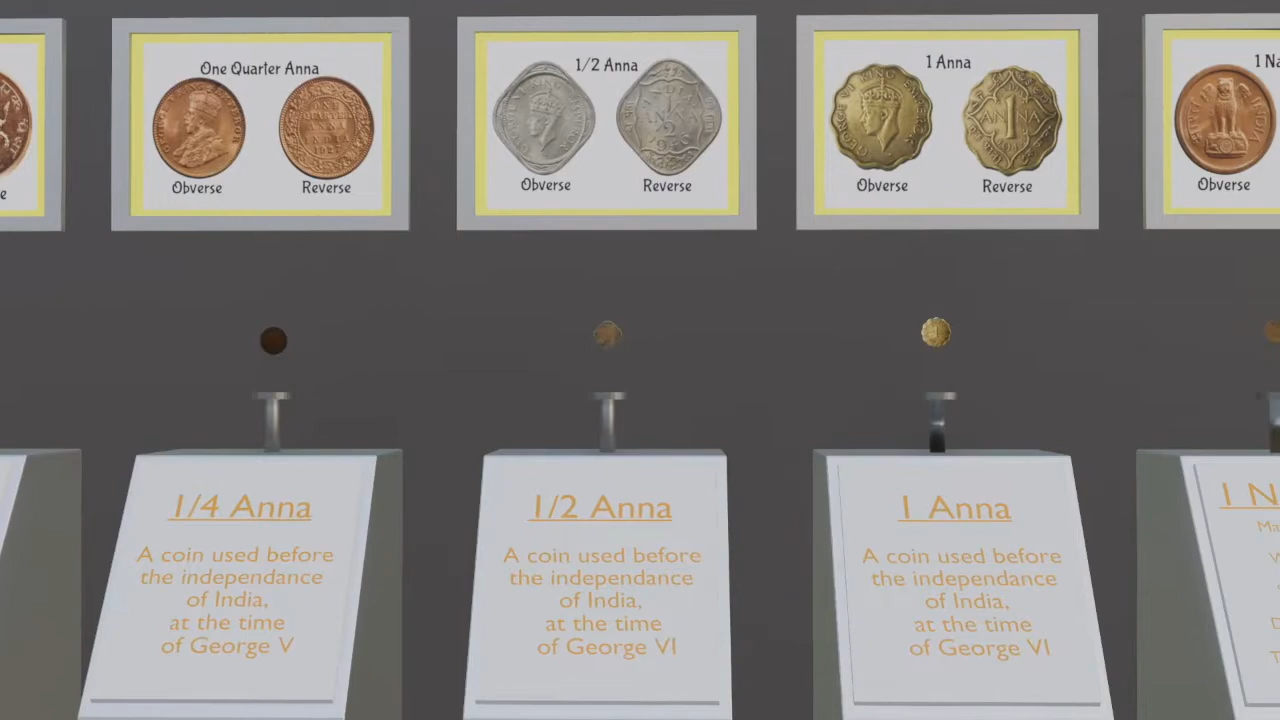 One Quarter Anna
Obverse
Reverse
1/2 Anna
Obverse
Reverse
1 Anna
Obverse
Reverse
Obverse
1/4 Anna
A coin used before
the independance
of India,
at the time
of George V
1/2 Anna
A coin used before
the independance
of India,
at the time
of George VI
1 Anna
A coin used before
the independance
of India,
at the time
of George VI